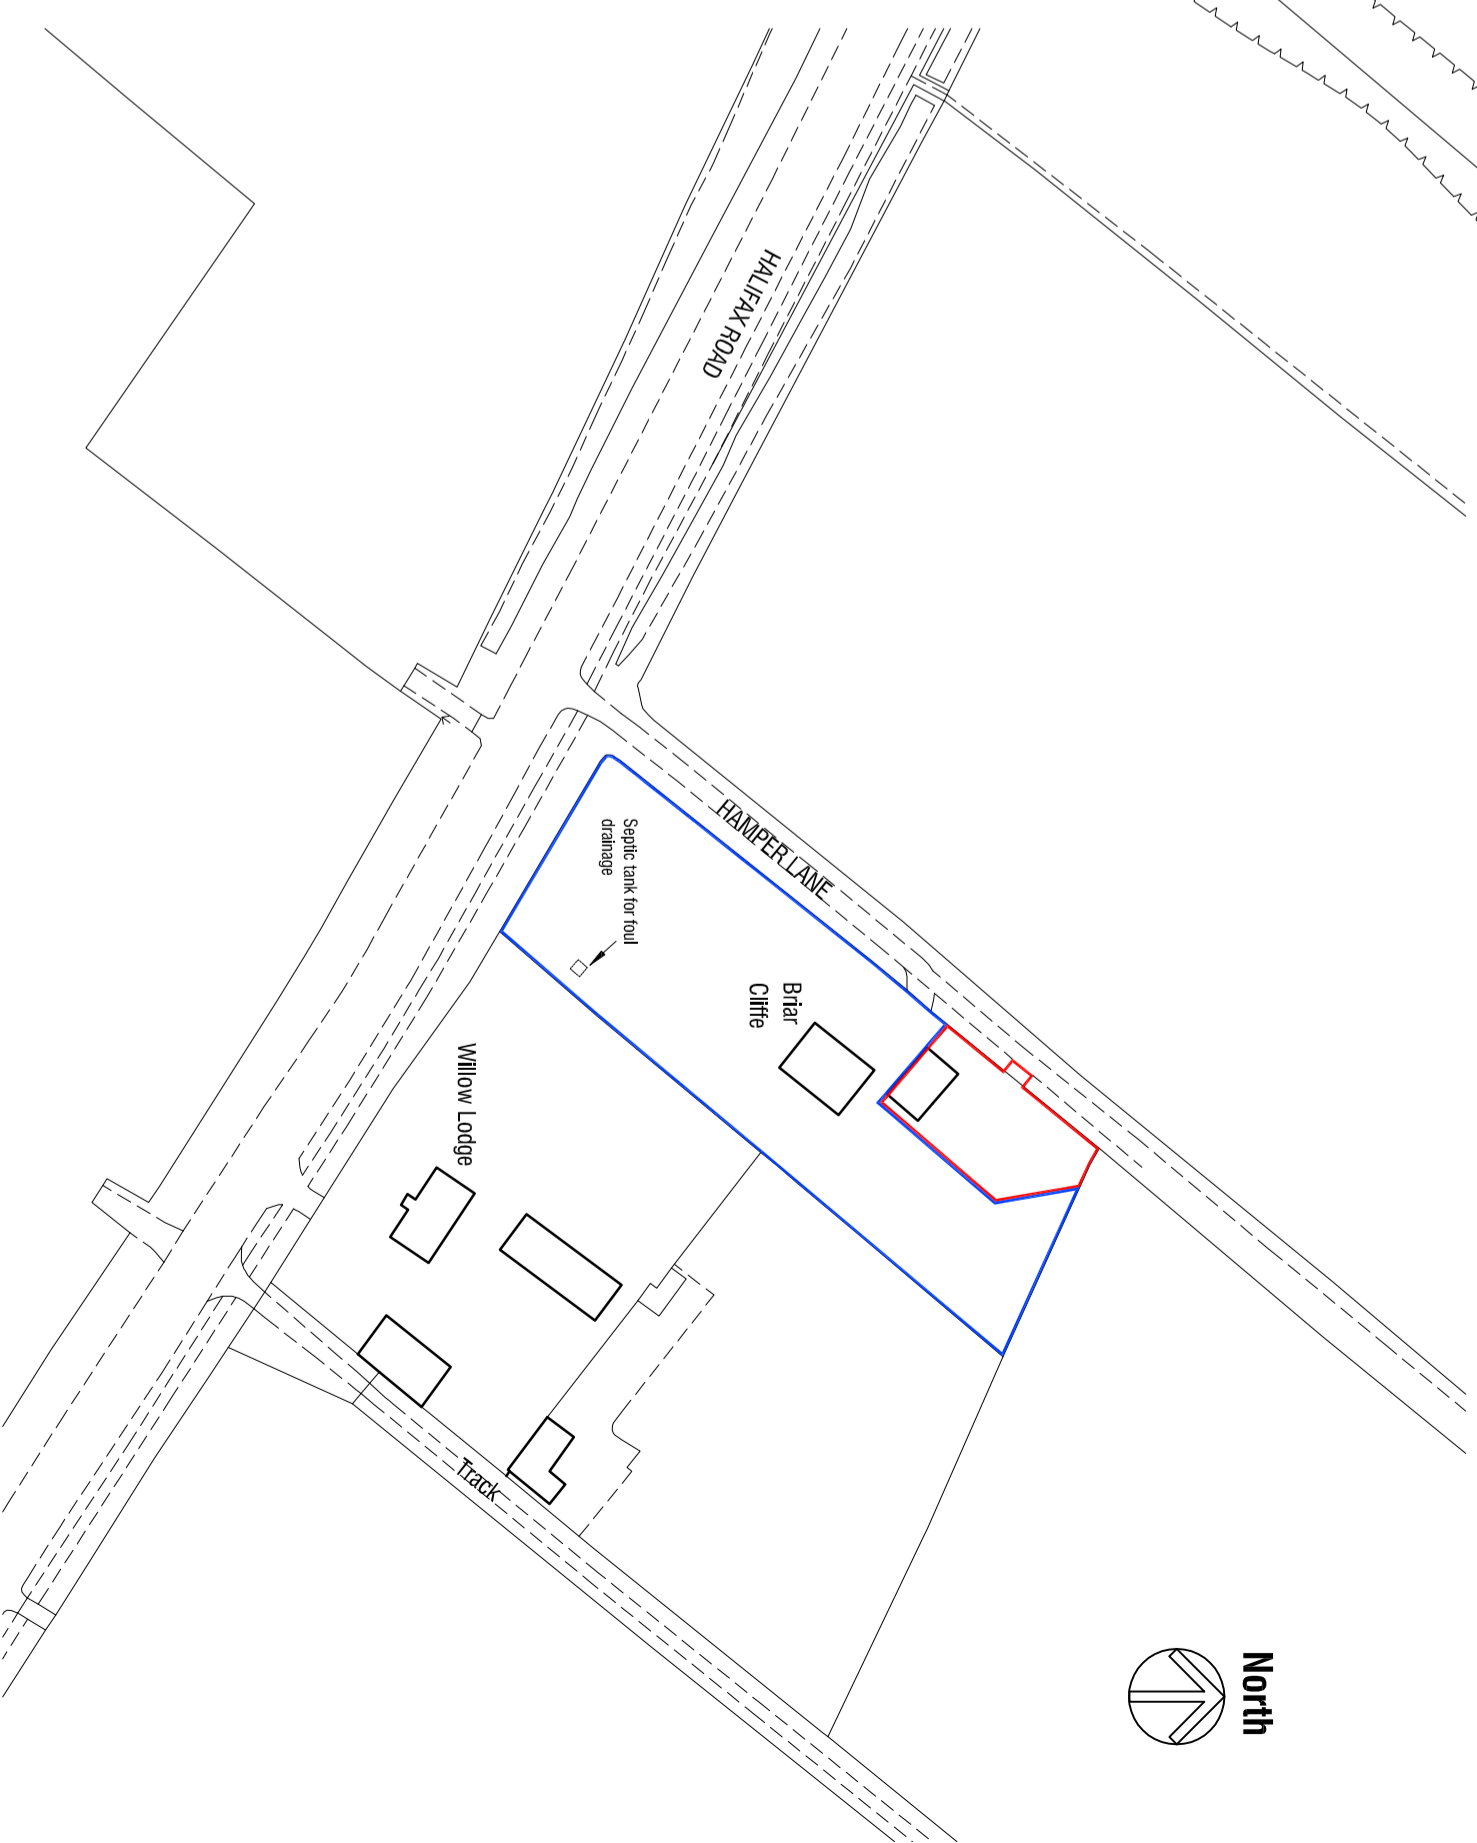 HALIFAX ROAD
HAMPER LANE
Septic tank for foul
drainage
Briar
Cliffe
Willow Lodge
Track
North